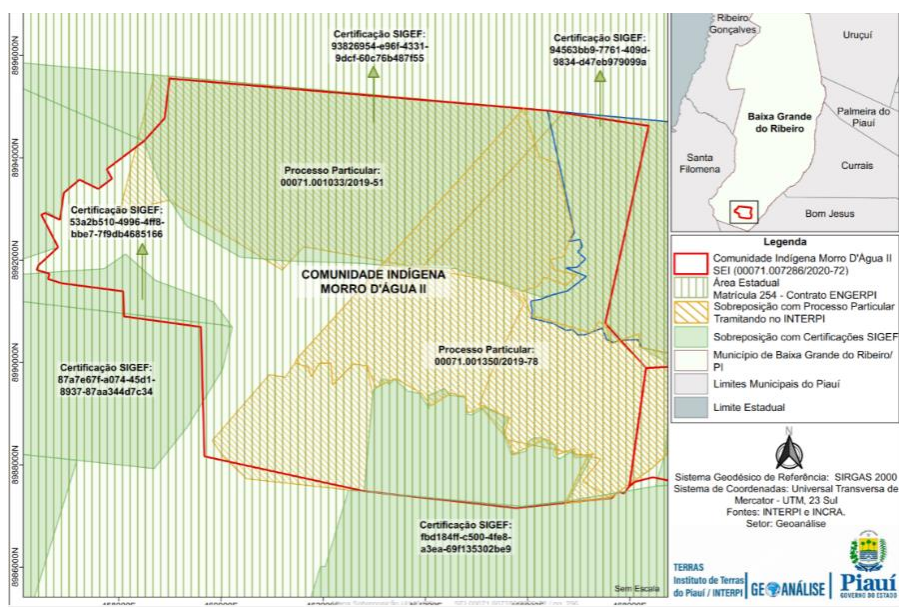 Certificação SIGEF:
93826954-e96f-4331-
9dcf-60c76b487f55
Certificação SIGEF:
94563bb9-7761-409d-
9834-d47eb979099a
Processo Particular:
00071.001033/2019-51
Certificação SIGEF:
53a2b510-4996-4ff8-
bbe7-7f9db4685166
COMUNIDADE INDÍGENA
MORRO D'ÁGUA II
Processo Particular:
00071.001350/2019-78
Certificação SIGEF:
87a7e67f-a074-45d1-
8937-87aa344d7c34
Certificação SIGEF:
fbd184ff-c500-4fe8-
a3ea-69f135302be9
8996000N
8994000N
8992000N
8990000N
8988000N
8986000N
Sem Escala
Ribeiro
Gonçalves
Uruçuí
Baixa Grande
do Ribeiro
Palmeira do
Piauí
Santa
Filomena
Currais
Bom Jesus
Legenda
Comunidade Indígena Morro D'Água II
SEI (00071.007286/2020-72)
Área Estadual
Matrícula 254 - Contrato ENGERPI
Sobreposição com Processo Particular
Tramitando no INTERPI
Sobreposição com Certificações SIGEF
Município de Baixa Grande do Ribeiro/
PI
Limites Municipais do Piauí
Limite Estadual
N
Sistema Geodésico de Referência: SIRGAS 2000
Sistema de Coordenadas: Universal Transversa de
Mercator - UTM, 23 Sul
Fontes: INTERPI e INCRA.
Setor: Geoanálise
TERRAS
Instituto de Terras
do Piauí / INTERPI
GEOANÁLISE
Piauí
GOVERNO DO ESTADO